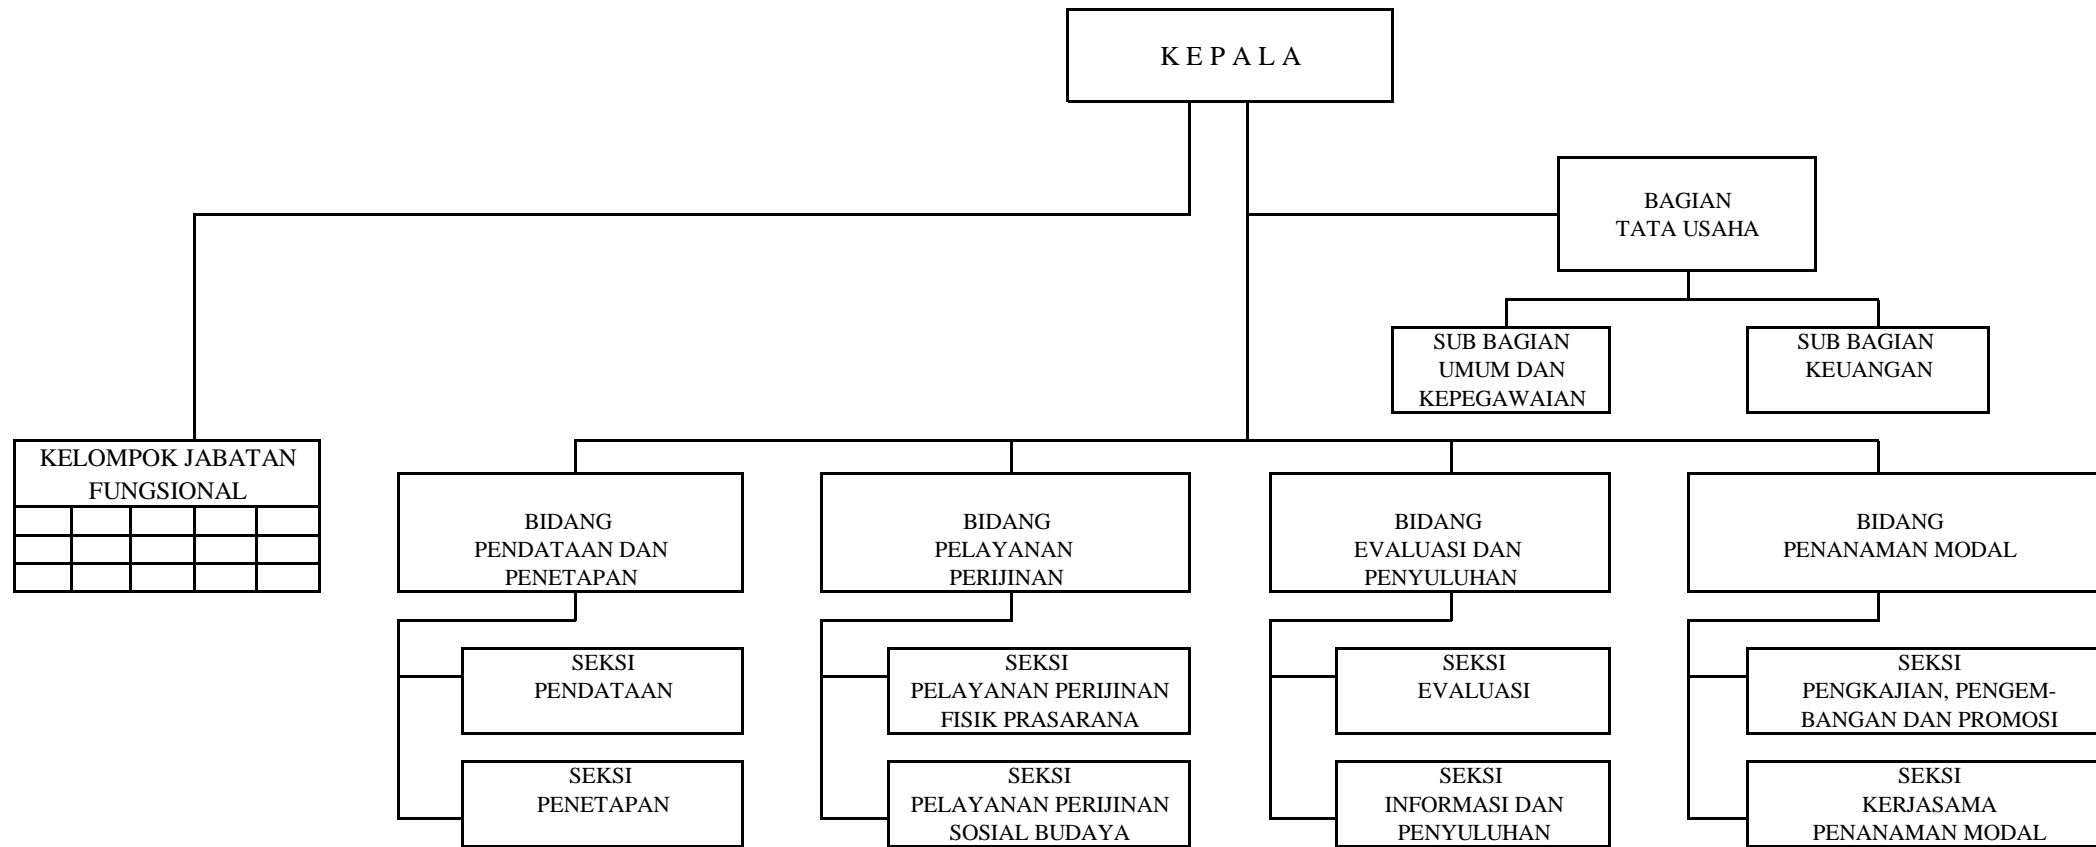 K E P A L A
BAGIAN
TATA USAHA
SUB BAGIAN
UMUM DAN
KEPEGAWAIAN
SUB BAGIAN
KEUANGAN
KELOMPOK JABATAN
FUNGSIONAL
BIDANG
PENDATAAN DAN
PENETAPAN
BIDANG
PELAYANAN
PERIJINAN
BIDANG
EVALUASI DAN
PENYULUHAN
BIDANG
PENANAMAN MODAL
SEKSI
PENDATAAN
SEKSI
PELAYANAN PERIJINAN
FISIK PRASARANA
SEKSI
EVALUASI
SEKSI
PENGKAJIAN, PENGEM-
BANGAN DAN PROMOSI
SEKSI
PENETAPAN
SEKSI
PELAYANAN PERIJINAN
SOSIAL BUDAYA
SEKSI
INFORMASI DAN
PENYULUHAN
SEKSI
KERJASAMA
PENANAMAN MODAL